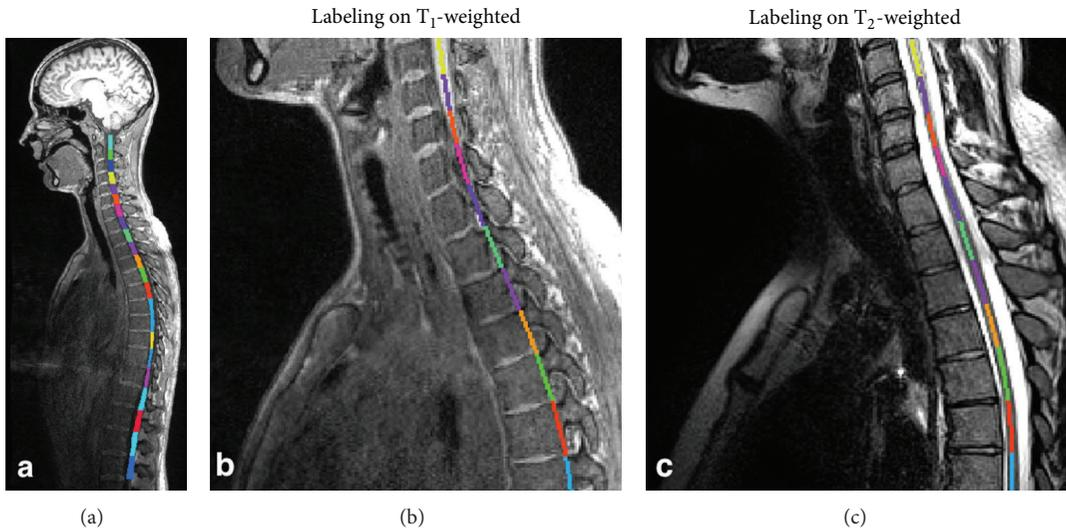 Labeling on T₁-weighted
Labeling on T₂-weighted
a
b
c
(a)
(b)
(c)